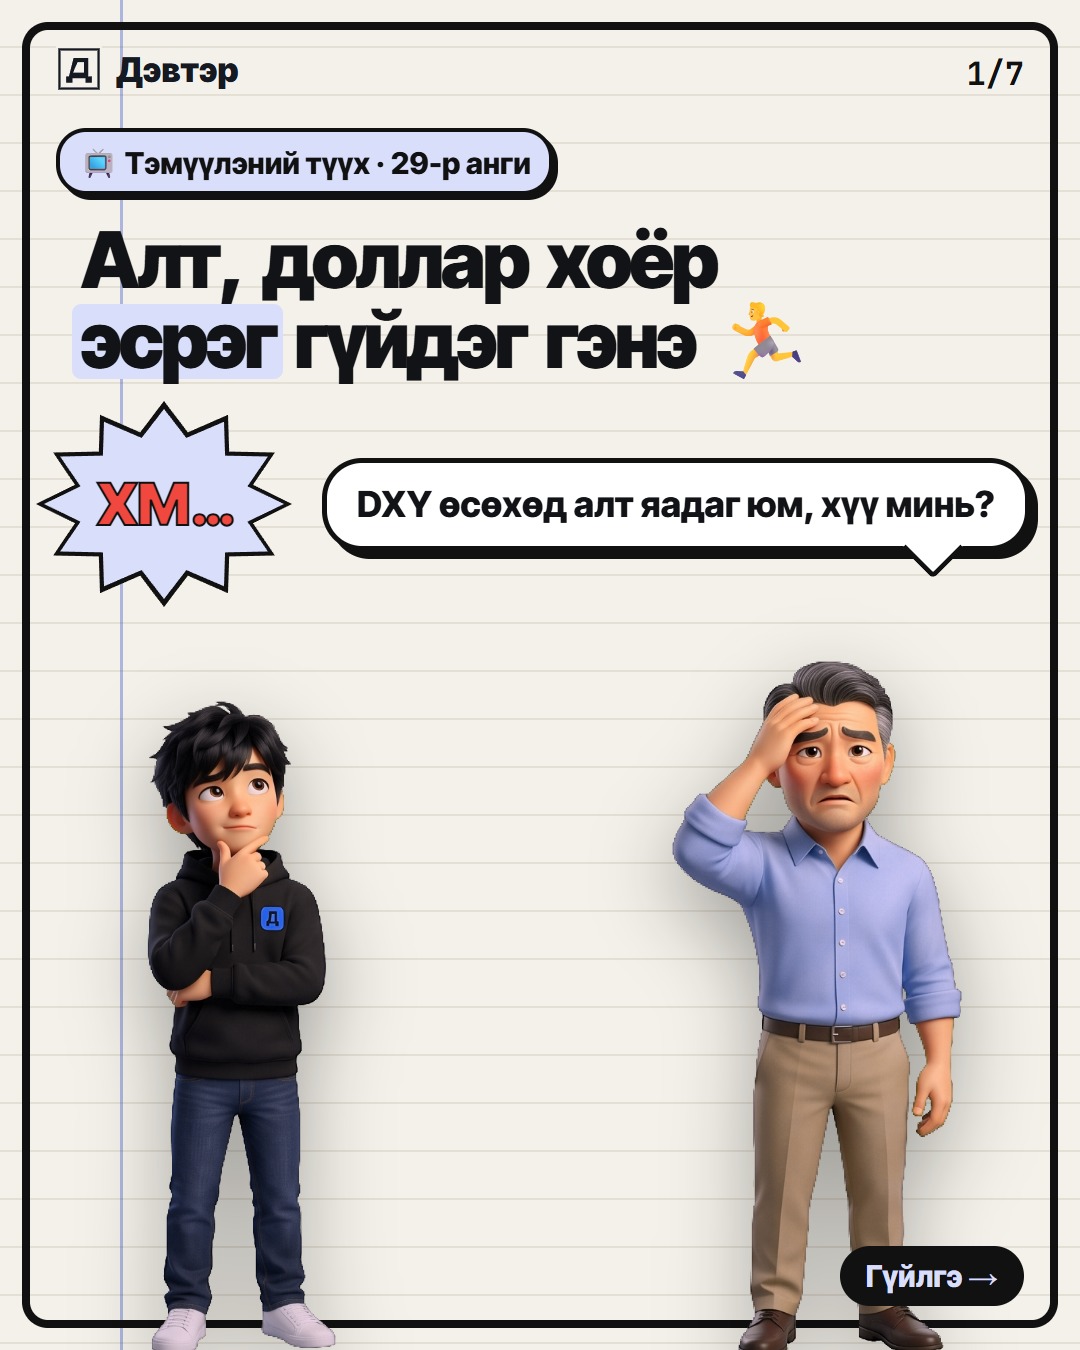 Д Дэвтэр
1/7
📺 Тэмүүлэний түүх · 29-р анги
Алт, доллар хоёр
эсрэг гүйдэг гэнэ 🏃
ХМ...
DXY өсөхөд алт яадаг юм, хүү минь?
Д
Гүйлгэ →